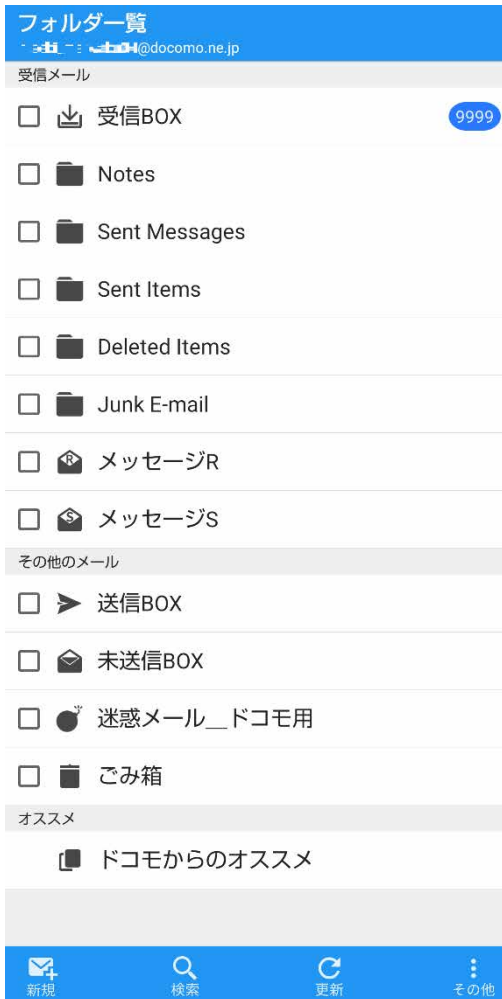 フォルダ一覧
@docomo.ne.jp
受信メール
受信BOX
9999
Notes
Sent Messages
Sent Items
Deleted Items
Junk E-mail
R メッセージR
S メッセージS
その他のメール
送信BOX
未送信BOX
迷惑メール__ドコモ用
ごみ箱
オススメ
ドコモからのオススメ
新規 検索 更新 その他